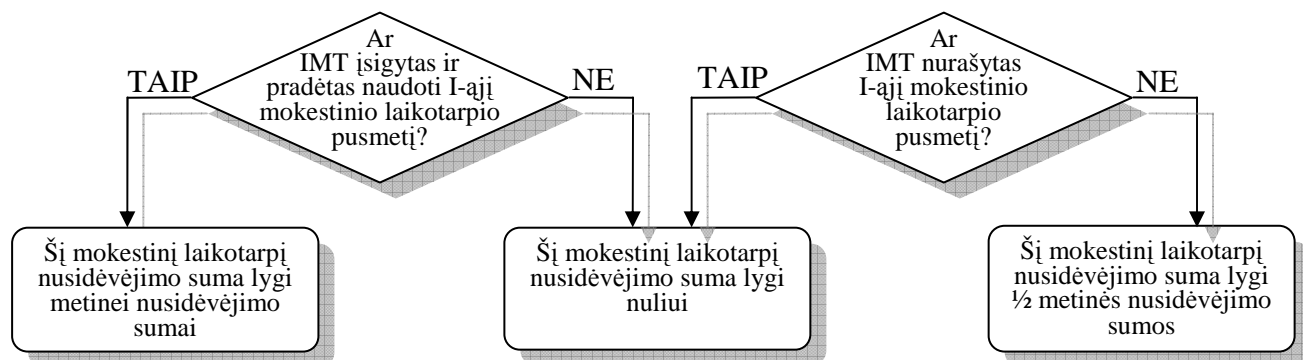 Ar
IMT įsigytas ir
pradėtas naudoti I-ąjį
mokestinio laikotarpio
pusmetį?
TAIP
NE
Ar
IMT nurašytas
I-ąjį mokestinio
laikotarpio
pusmetį?
TAIP
NE
Šį mokestinį laikotarpį
nusidėvėjimo suma lygi
metinei nusidėvėjimo
sumai
Šį mokestinį laikotarpį
nusidėvėjimo suma lygi
nuliui
Šį mokestinį laikotarpį
nusidėvėjimo suma lygi
½ metinės nusidėvėjimo
sumos